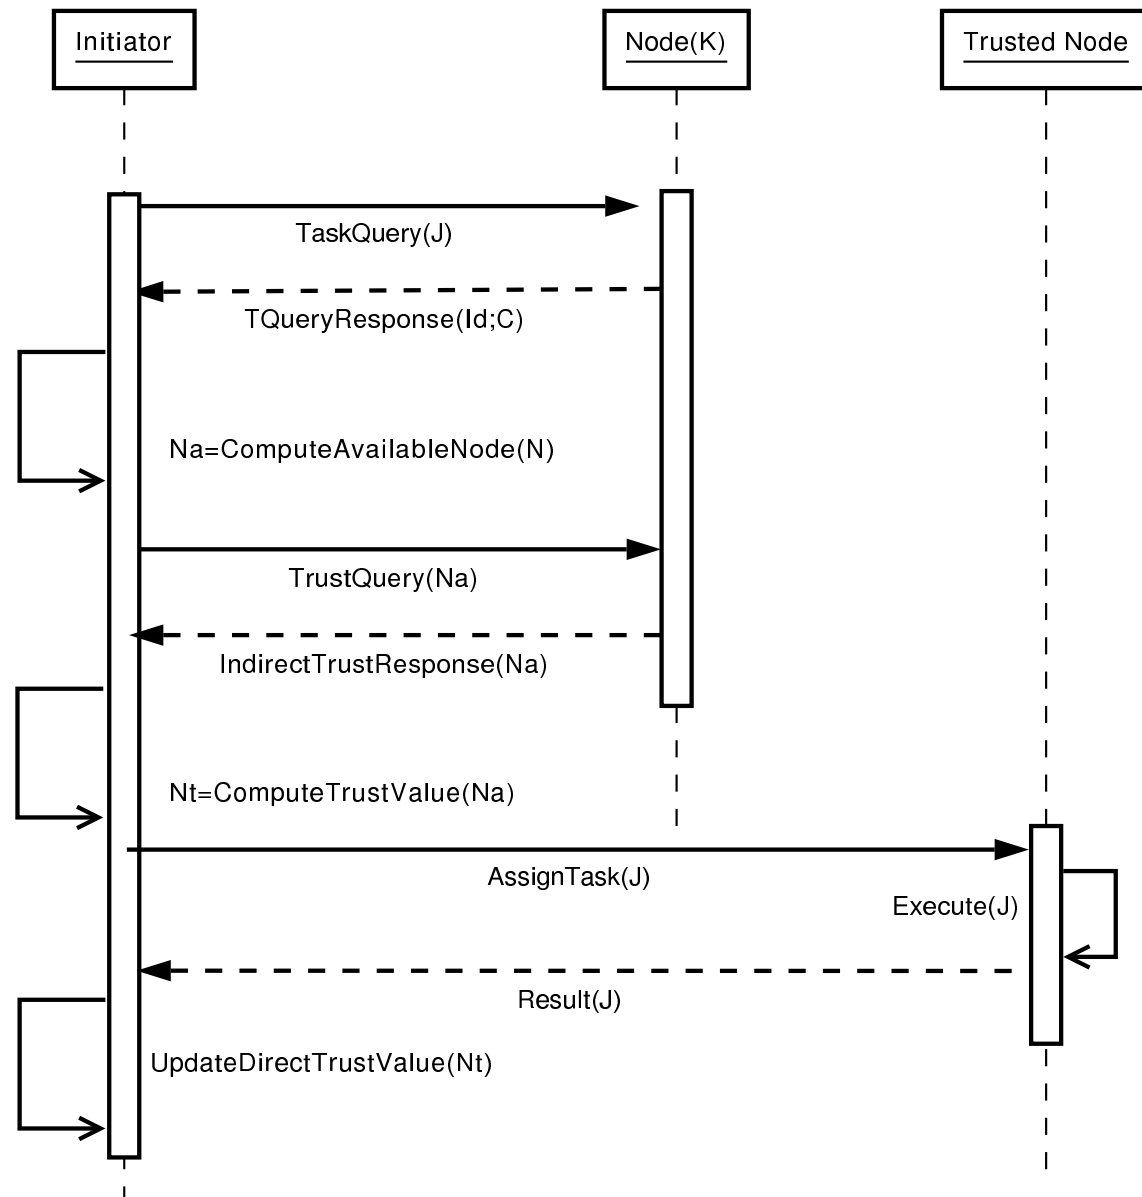 Initiator
Node(K)
Trusted Node
TaskQuery(J)
TQueryResponse(Id;C)
Na=ComputeAvailableNode(N)
TrustQuery(Na)
IndirectTrustResponse(Na)
Nt=ComputeTrustValue(Na)
AssignTask(J)
Execute(J)
Result(J)
UpdateDirectTrustValue(Nt)